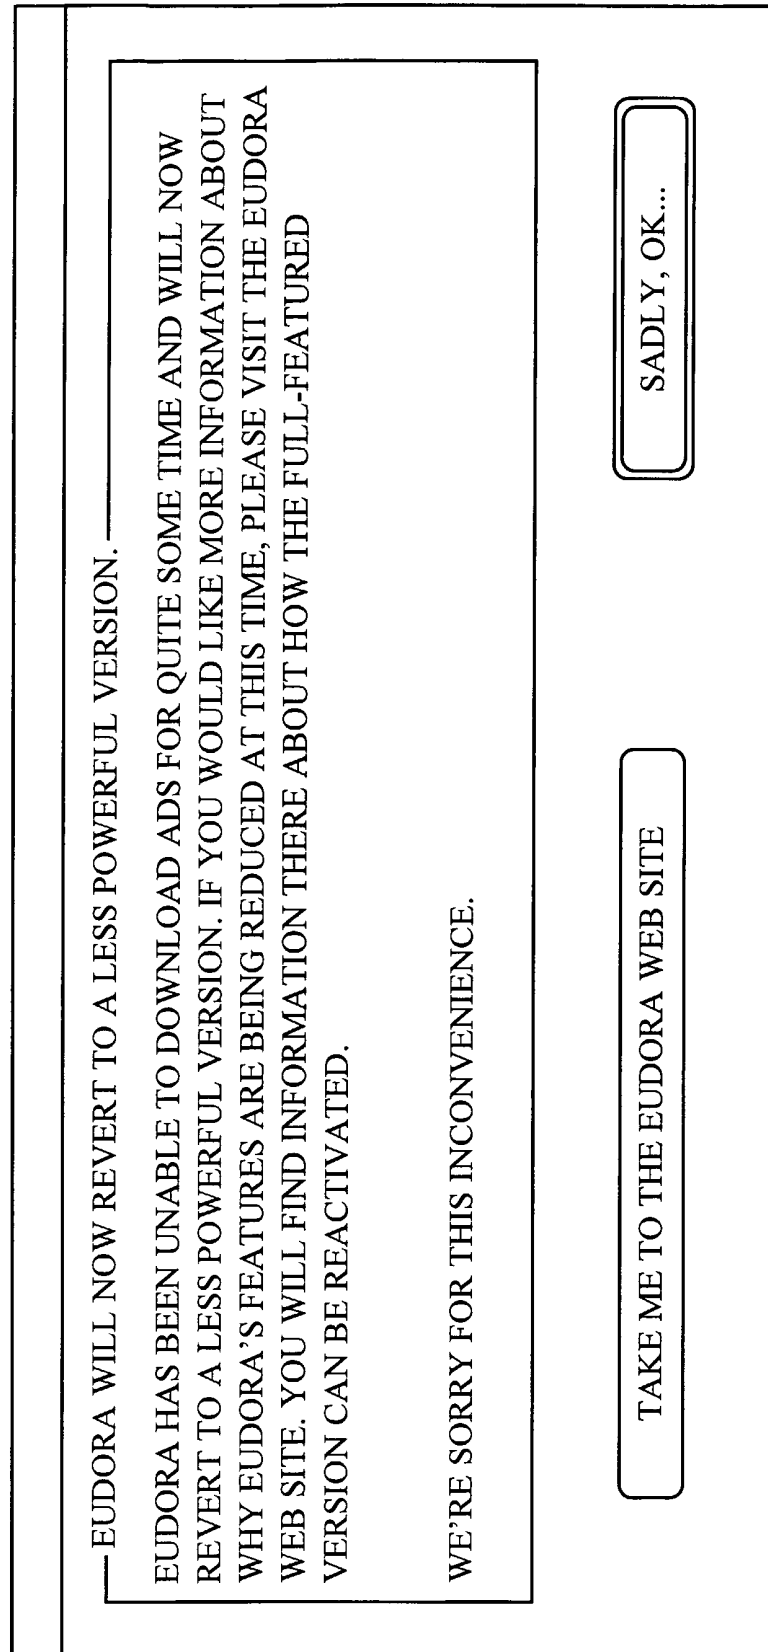 EUDORA WILL NOW REVERT TO A LESS POWERFUL VERSION.
EUDORA HAS BEEN UNABLE TO DOWNLOAD ADS FOR QUITE SOME TIME AND WILL NOW
REVERT TO A LESS POWERFUL VERSION. IF YOU WOULD LIKE MORE INFORMATION ABOUT
WHY EUDORA'S FEATURES ARE BEING REDUCED AT THIS TIME, PLEASE VISIT THE EUDORA
WEB SITE. YOU WILL FIND INFORMATION THERE ABOUT HOW THE FULL-FEATURED
VERSION CAN BE REACTIVATED.
WE'RE SORRY FOR THIS INCONVENIENCE.
TAKE ME TO THE EUDORA WEB SITE
SADLY, OK...